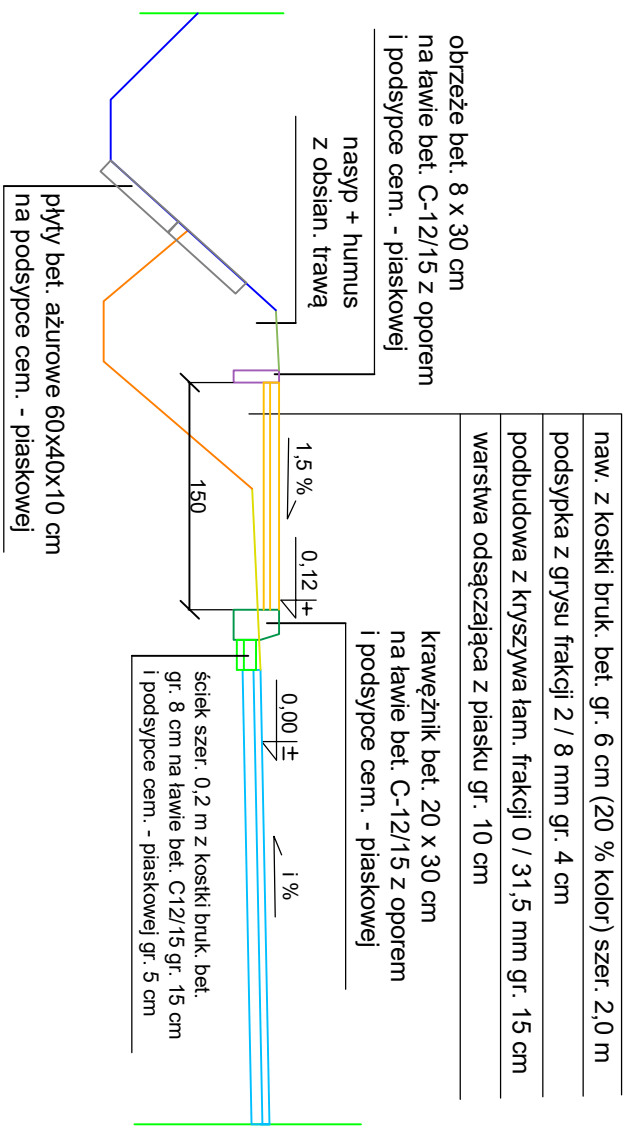 naw. z kostki bruk. bet. gr. 6 cm (20 % kolor) szer. 2,0 m
podsypka z grysu frakcji 2 / 8 mm gr. 4 cm
podbudowa z kryszywa łam. frakcji 0 / 31,5 mm gr. 15 cm
warstwa odsączająca z piasku gr. 10 cm
obrzeże bet. 8 x 30 cm
na ławie bet. C-12/15 z oporem
i podsypce cem. - piaskowej
nasyp + humus
z obsian. trawą
krawężnik bet. 20 x 30 cm
na ławie bet. C-12/15 z oporem
i podsypce cem. - piaskowej
1,5 %
0,12 +
0,00 ±
i %
150
ściek szer. 0,2 m z kostki bruk. bet.
gr. 8 cm na ławie bet. C12/15 gr. 15 cm
i podsypce cem. - piaskowej gr. 5 cm
płyty bet. ażurowe 60x40x10 cm
na podsypce cem. - piaskowej